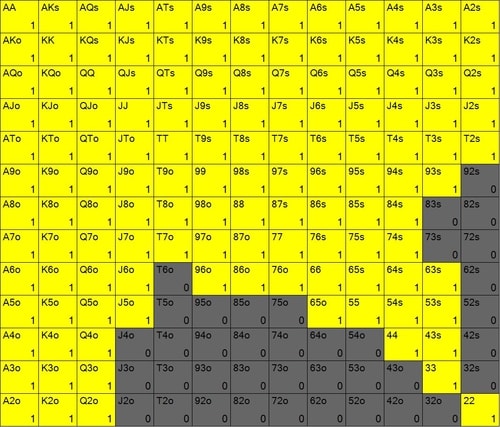 AA AKs AQs AJs ATs A9s A8s A7s A6s A5s A4s A3s A2s
1 1 1 1 1 1 1 1 1 1 1 1 1
AKo KK KQs KJs KTs K9s K8s K7s K6s K5s K4s K3s K2s
1 1 1 1 1 1 1 1 1 1 1 1 1
AQo KQo QQ QJs QTs Q9s Q8s Q7s Q6s Q5s Q4s Q3s Q2s
1 1 1 1 1 1 1 1 1 1 1 1 1
AJo KJo QJo JJ JTs J9s J8s J7s J6s J5s J4s J3s J2s
1 1 1 1 1 1 1 1 1 1 1 1 1
ATo KTo QTo JTo TT T9s T8s T7s T6s T5s T4s T3s T2s
1 1 1 1 1 1 1 1 1 1 1 1 1
A9o K9o Q9o J9o T9o 99 98s 97s 96s 95s 94s 93s 92s
1 1 1 1 1 1 1 1 1 1 1 1 0
A8o K8o Q8o J8o T8o 98o 88 87s 86s 85s 84s 83s 82s
1 1 1 1 1 1 1 1 1 1 1 0 0
A7o K7o Q7o J7o T7o 97o 87o 77 76s 75s 74s 73s 72s
1 1 1 1 1 1 1 1 1 1 1 0 0
A6o K6o Q6o J6o T6o 96o 86o 76o 66 65s 64s 63s 62s
1 1 1 1 0 1 1 1 1 1 1 1 0
A5o K5o Q5o J5o T5o 95o 85o 75o 65o 55 54s 53s 52s
1 1 1 1 0 0 0 0 1 1 1 1 0
A4o K4o Q4o J4o T4o 94o 84o 74o 64o 54o 44 43s 42s
1 1 1 0 0 0 0 0 0 0 1 1 0
A3o K3o Q3o J3o T3o 93o 83o 73o 63o 53o 43o 33 32s
1 1 1 0 0 0 0 0 0 0 0 1 0
A2o K2o Q2o J2o T2o 92o 82o 72o 62o 52o 42o 32o 22
1 1 1 0 0 0 0 0 0 0 0 0 1